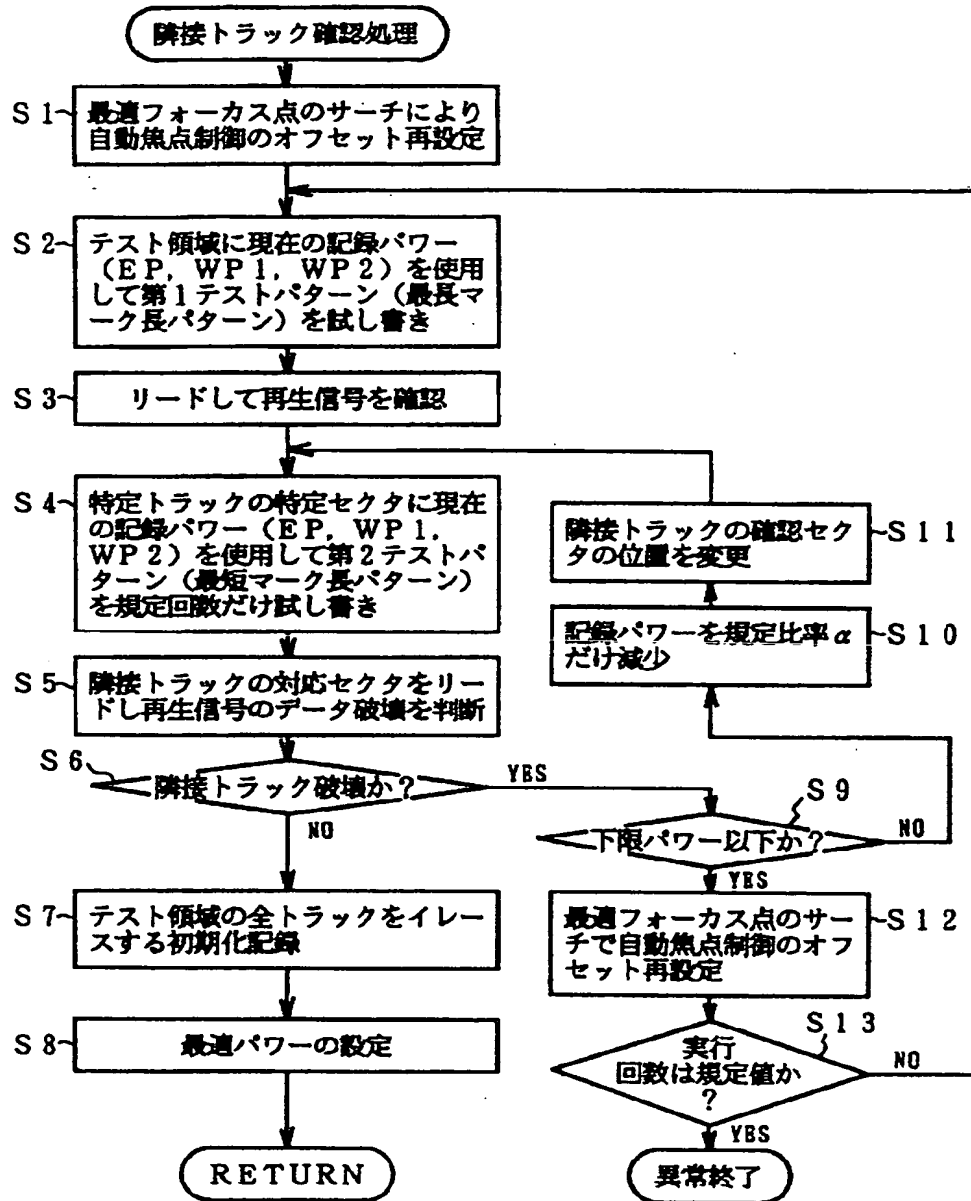 隣接トラック確認処理
S1
最適フォーカス点のサーチにより
自動焦点制御のオフセット再設定
S2
テスト領域に現在の記録パワー
（EP，WP1，WP2）を使用
して第1テストパターン（最長マ
ーク長パターン）を試し書き
S3
リードして再生信号を確認
S4
特定トラックの特定セクタに現在
の記録パワー（EP，WP1，
WP2）を使用して第2テストパ
ターン（最短マーク長パターン）
を規定回数だけ試し書き
S5
隣接トラックの対応セクタをリー
ドし再生信号のデータ破壊を判断
S6
隣接トラック破壊か？
YES
NO
S7
テスト領域の全トラックをイレー
スする初期化記録
S8
最適パワーの設定
RETURN
隣接トラックの確認セク
タの位置を変更
S11
記録パワーを規定比率α
だけ減少
S10
S9
下限パワー以下か？
NO
YES
最適フォーカス点のサー
チで自動焦点制御のオフ
セット再設定
S12
S13
実行
回数は規定値か
？
NO
YES
異常終了